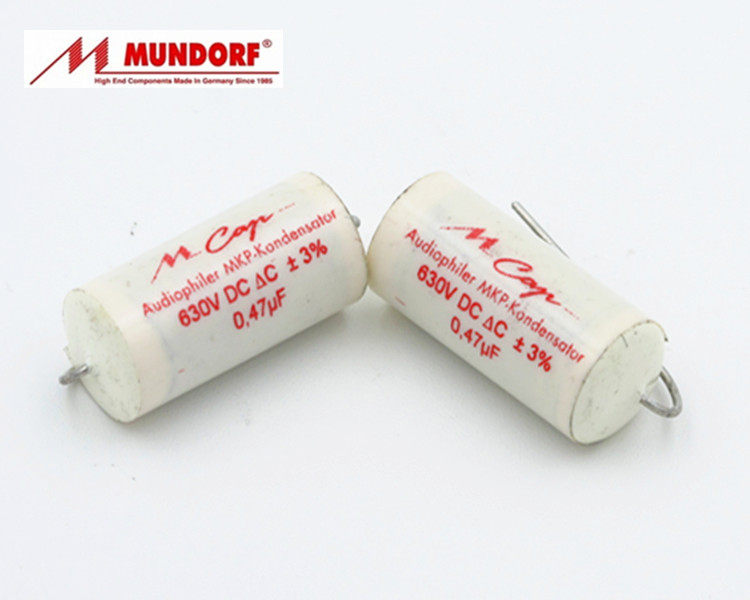 MUNDORF®
High End Components Made in Germany Since 1985
M Cap
Audiophiler MKP-Kondensator
630V DC ΔC ± 3%
0,47µF
M Cap
Audiophiler MKP-Kondensator
630V DC ΔC ± 3%
0,47µF